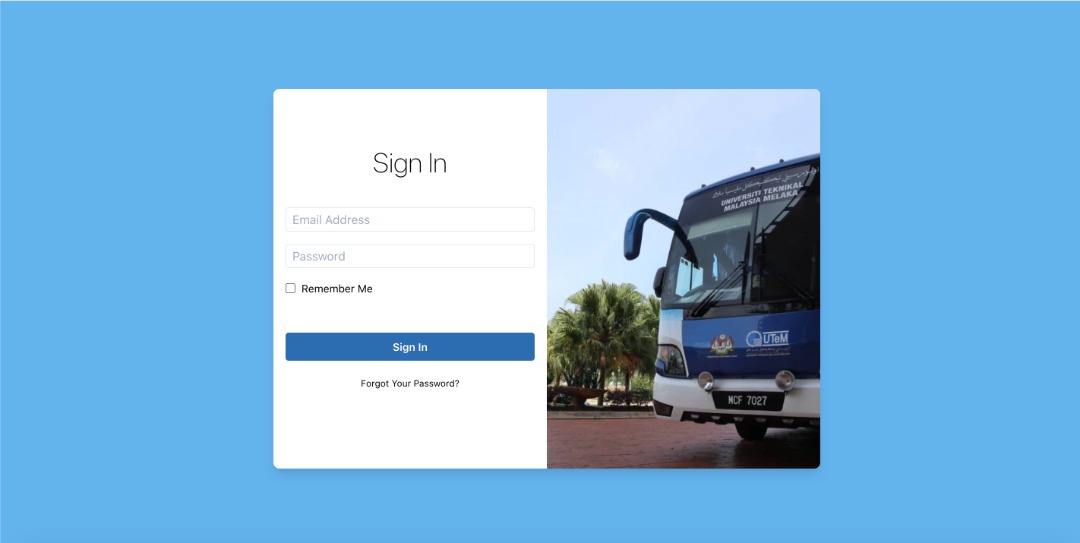 Sign In
Email Address
Password
Remember Me
Sign In
Forgot Your Password?
UNIVERSITI TEKNIKAL
MALAYSIA MELAKA
UTeM
MCF 7027